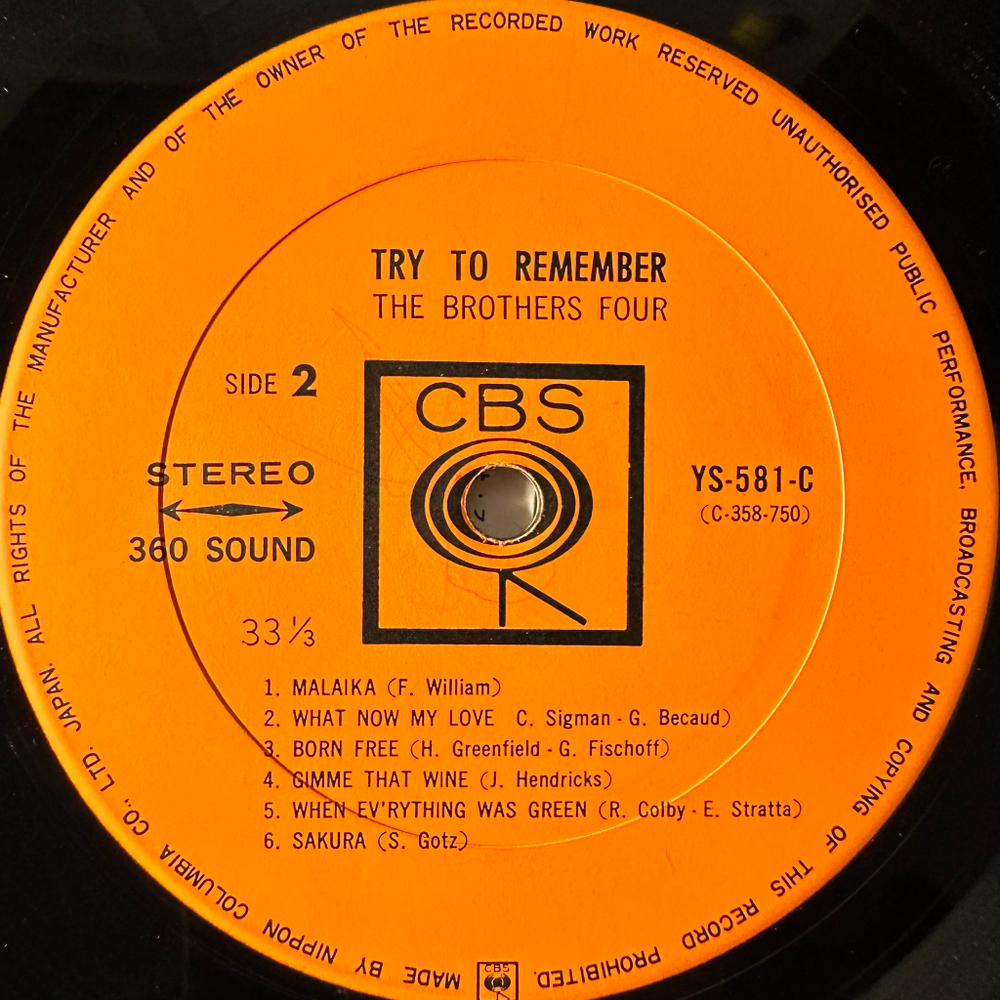 MADE BY NIPPON COLUMBIA CO., LTD. JAPAN. ALL RIGHTS OF THE MANUFACTURER AND OF THE OWNER OF THE RECORDED WORK RESERVED UNAUTHORISED PUBLIC PERFORMANCE, BROADCASTING AND COPYING OF THIS RECORD PROHIBITED.
TRY TO REMEMBER
THE BROTHERS FOUR
SIDE 2
CBS
STEREO
360 SOUND
YS-581-C
(C-358-750)
33 1/3
1. MALAIKA (F. William)
2. WHAT NOW MY LOVE C. Sigman - G. Becaud)
3. BORN FREE (H. Greenfield - G. Fischoff)
4. GIMME THAT WINE (J. Hendricks)
5. WHEN EV'RYTHING WAS GREEN (R. Colby - E. Stratta)
6. SAKURA (S. Gotz)
CBS